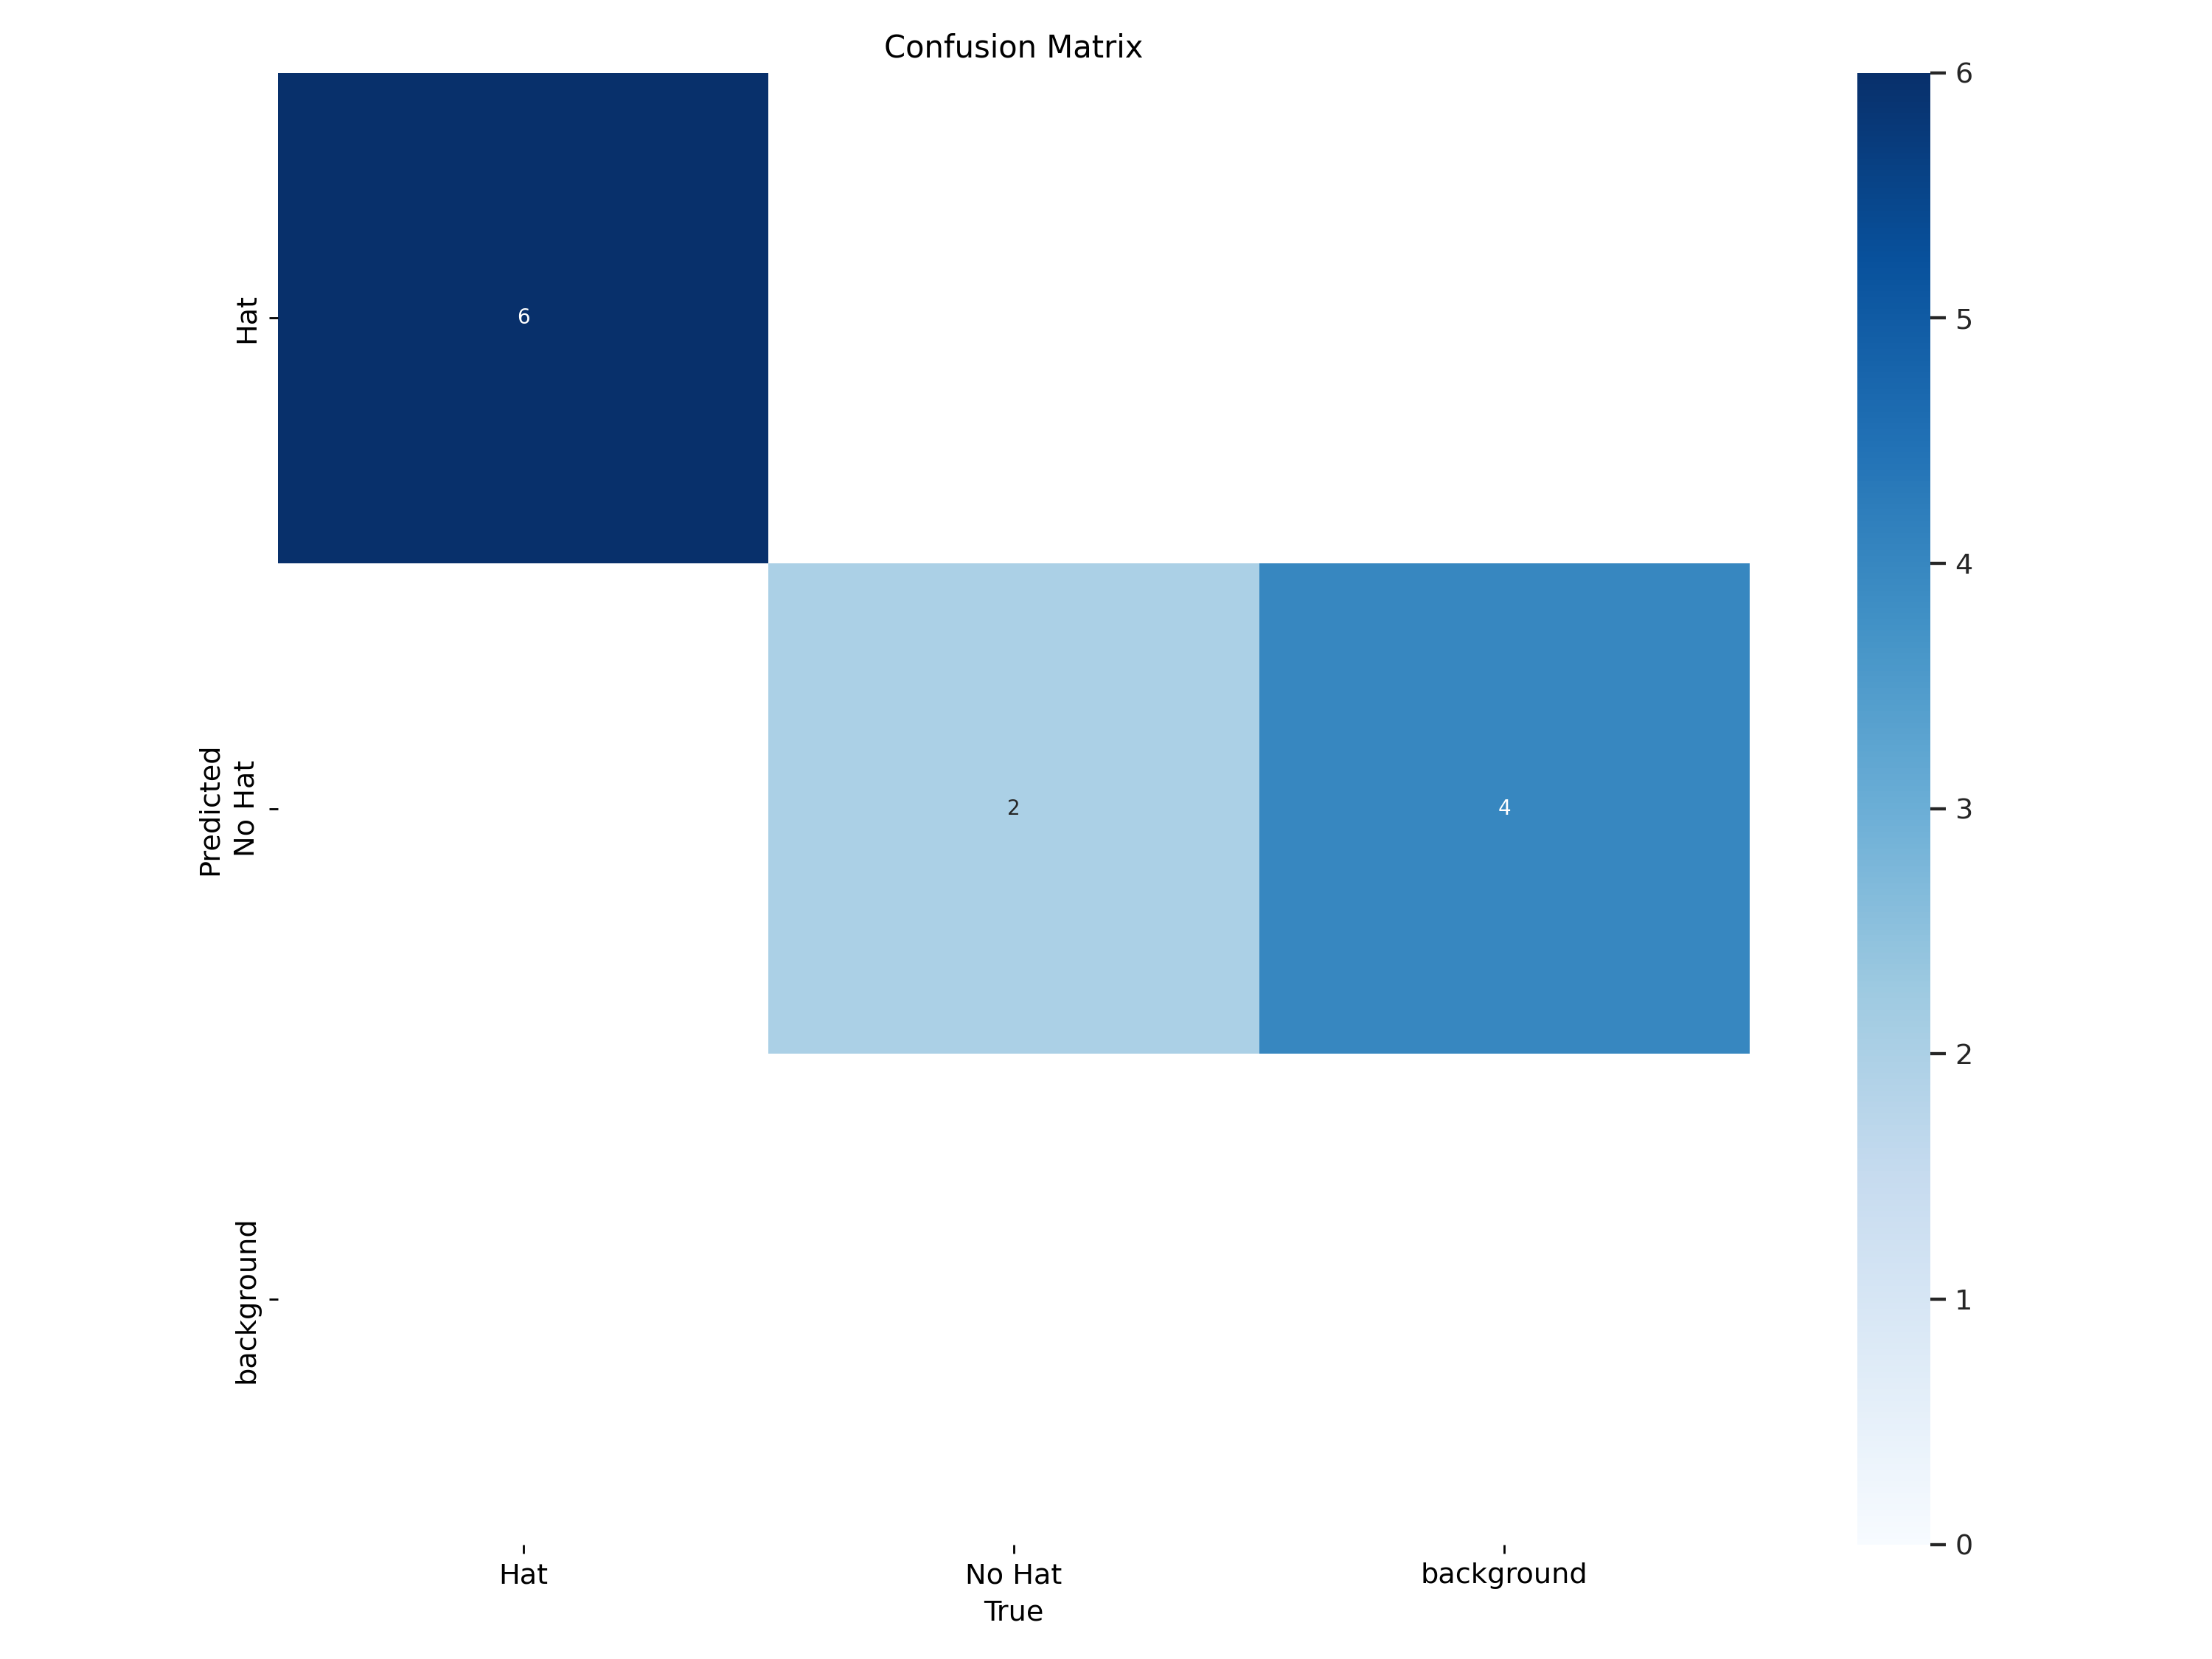 Confusion Matrix
6
5
4
3
2
1
0
Hat
6
Predicted
No Hat
2
4
background
Hat
No Hat
background
True